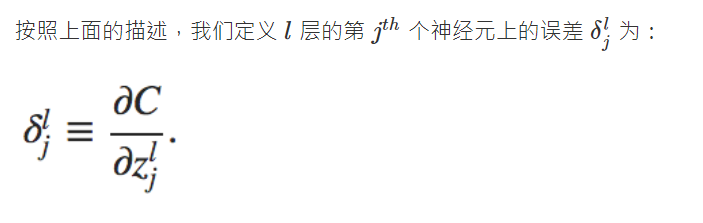 按照上面的描述，我们定义 l 层的第 j^{th} 个神经元上的误差 δ_j^l 为：
δ_j^l ≡ ∂C/∂z_j^l.